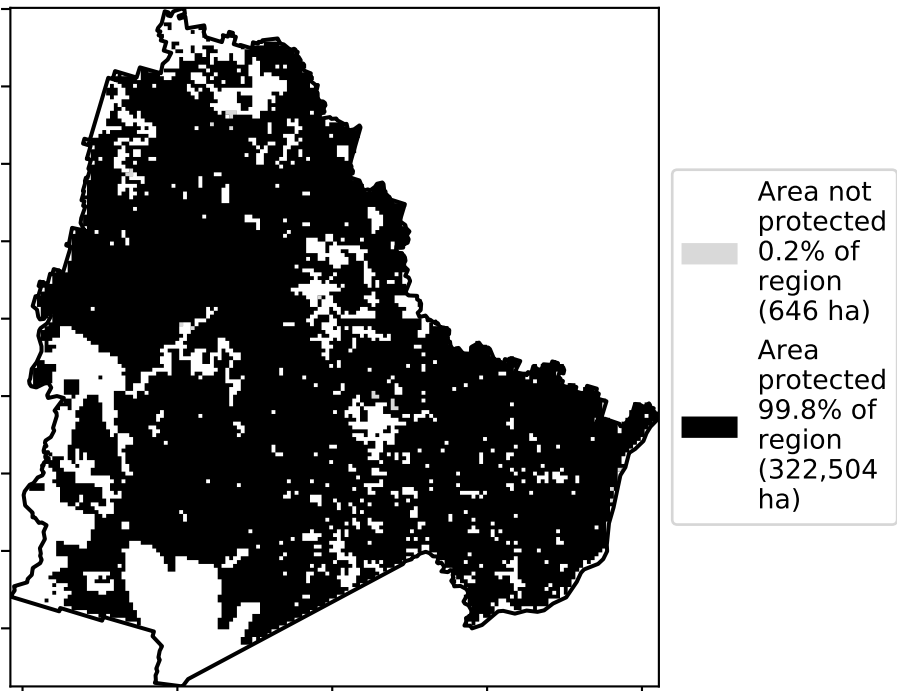 Area not
protected
0.2% of
region
(646 ha)
Area
protected
99.8% of
region
(322,504
ha)